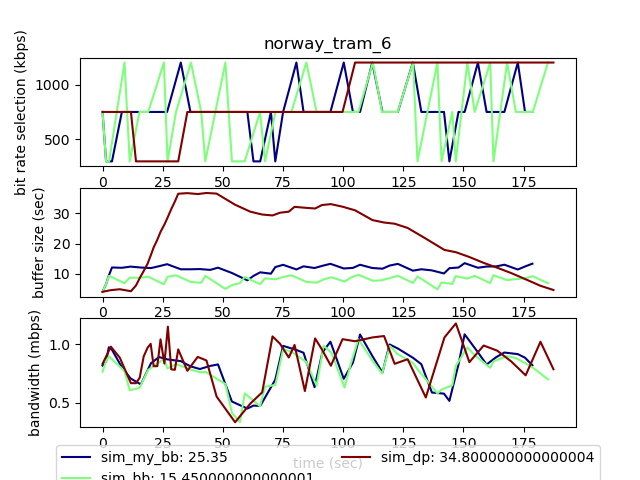 norway_tram_6
bit rate selection (kbps)
1000
500
0 25 50 75 100 125 150 175
buffer size (sec)
30
20
10
0 25 50 75 100 125 150 175
bandwidth (mbps)
1.0
0.5
0 25 50 75 100 125 150 175
time (sec)
sim_my_bb: 25.35
sim_dp: 34.800000000000004
sim_bb: 15.450000000000001